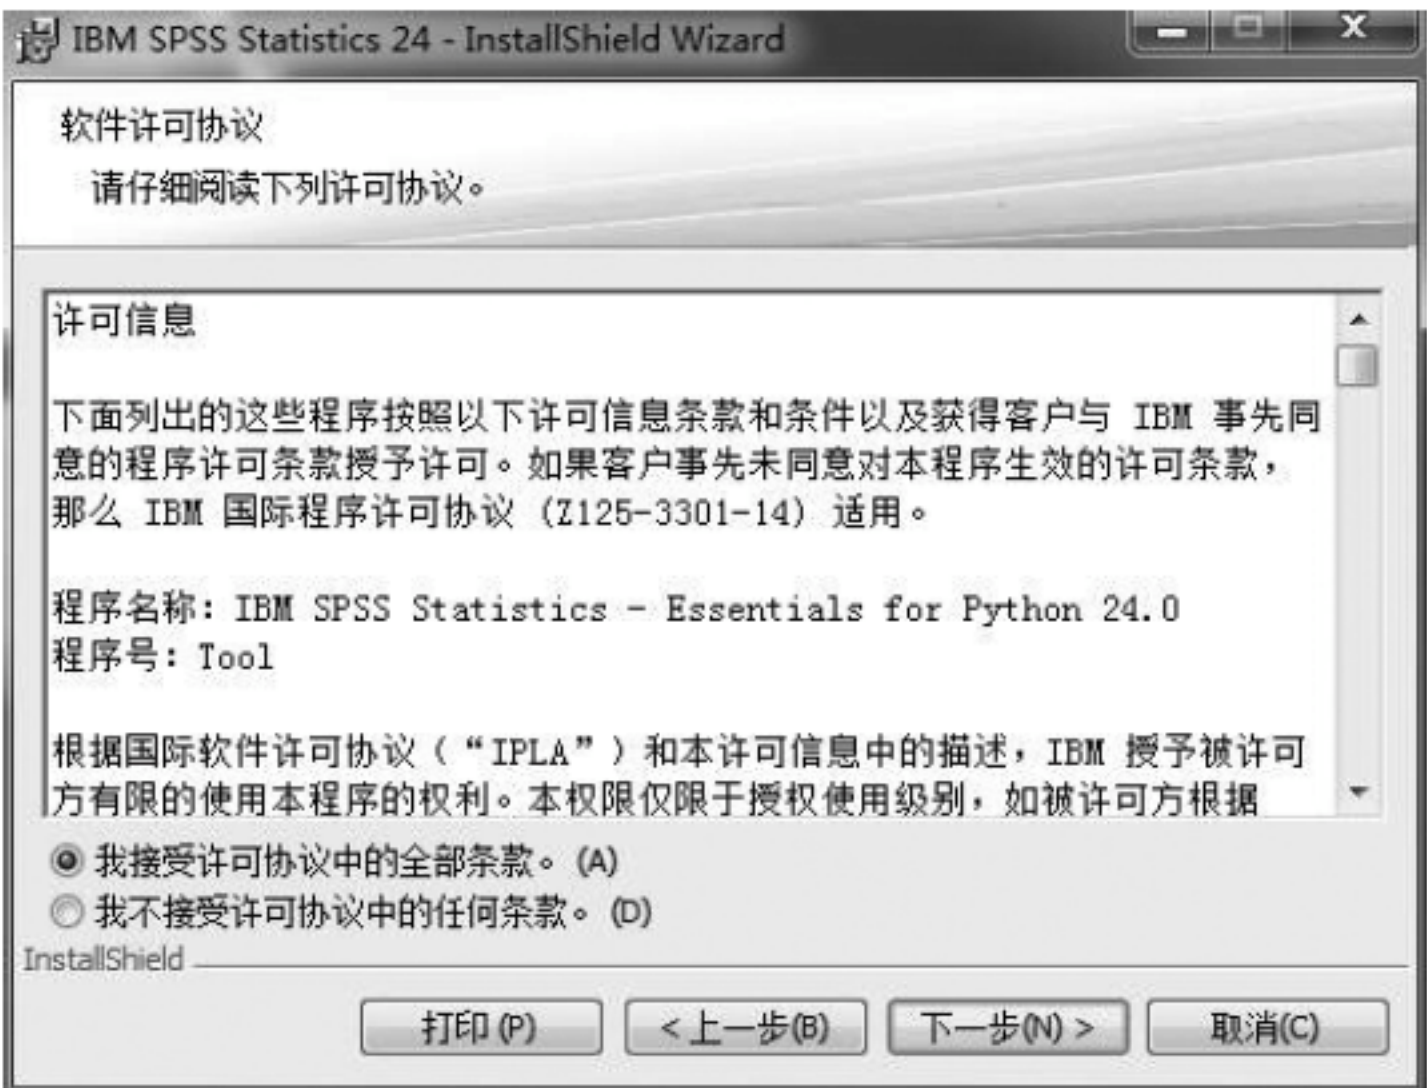 IBM SPSS Statistics 24 - InstallShield Wizard
软件许可协议
请仔细阅读下列许可协议。
许可信息
下面列出的这些程序按照以下许可信息条款和条件以及获得客户与 IBM 事先同
意的程序许可条款授予许可。如果客户事先未同意对本程序生效的许可条款，
那么 IBM 国际程序许可协议 (Z125-3301-14) 适用。
程序名称：IBM SPSS Statistics - Essentials for Python 24.0
程序号：Tool
根据国际软件许可协议（“IPLA”）和本许可信息中的描述，IBM 授予被许可
方有限的使用本程序的权利。本权限仅限于授权使用级别，如被许可方根据
我接受许可协议中的全部条款。(A)
我不接受许可协议中的任何条款。(D)
InstallShield
打印(P) <上一步(B) 下一步(N)> 取消(C)